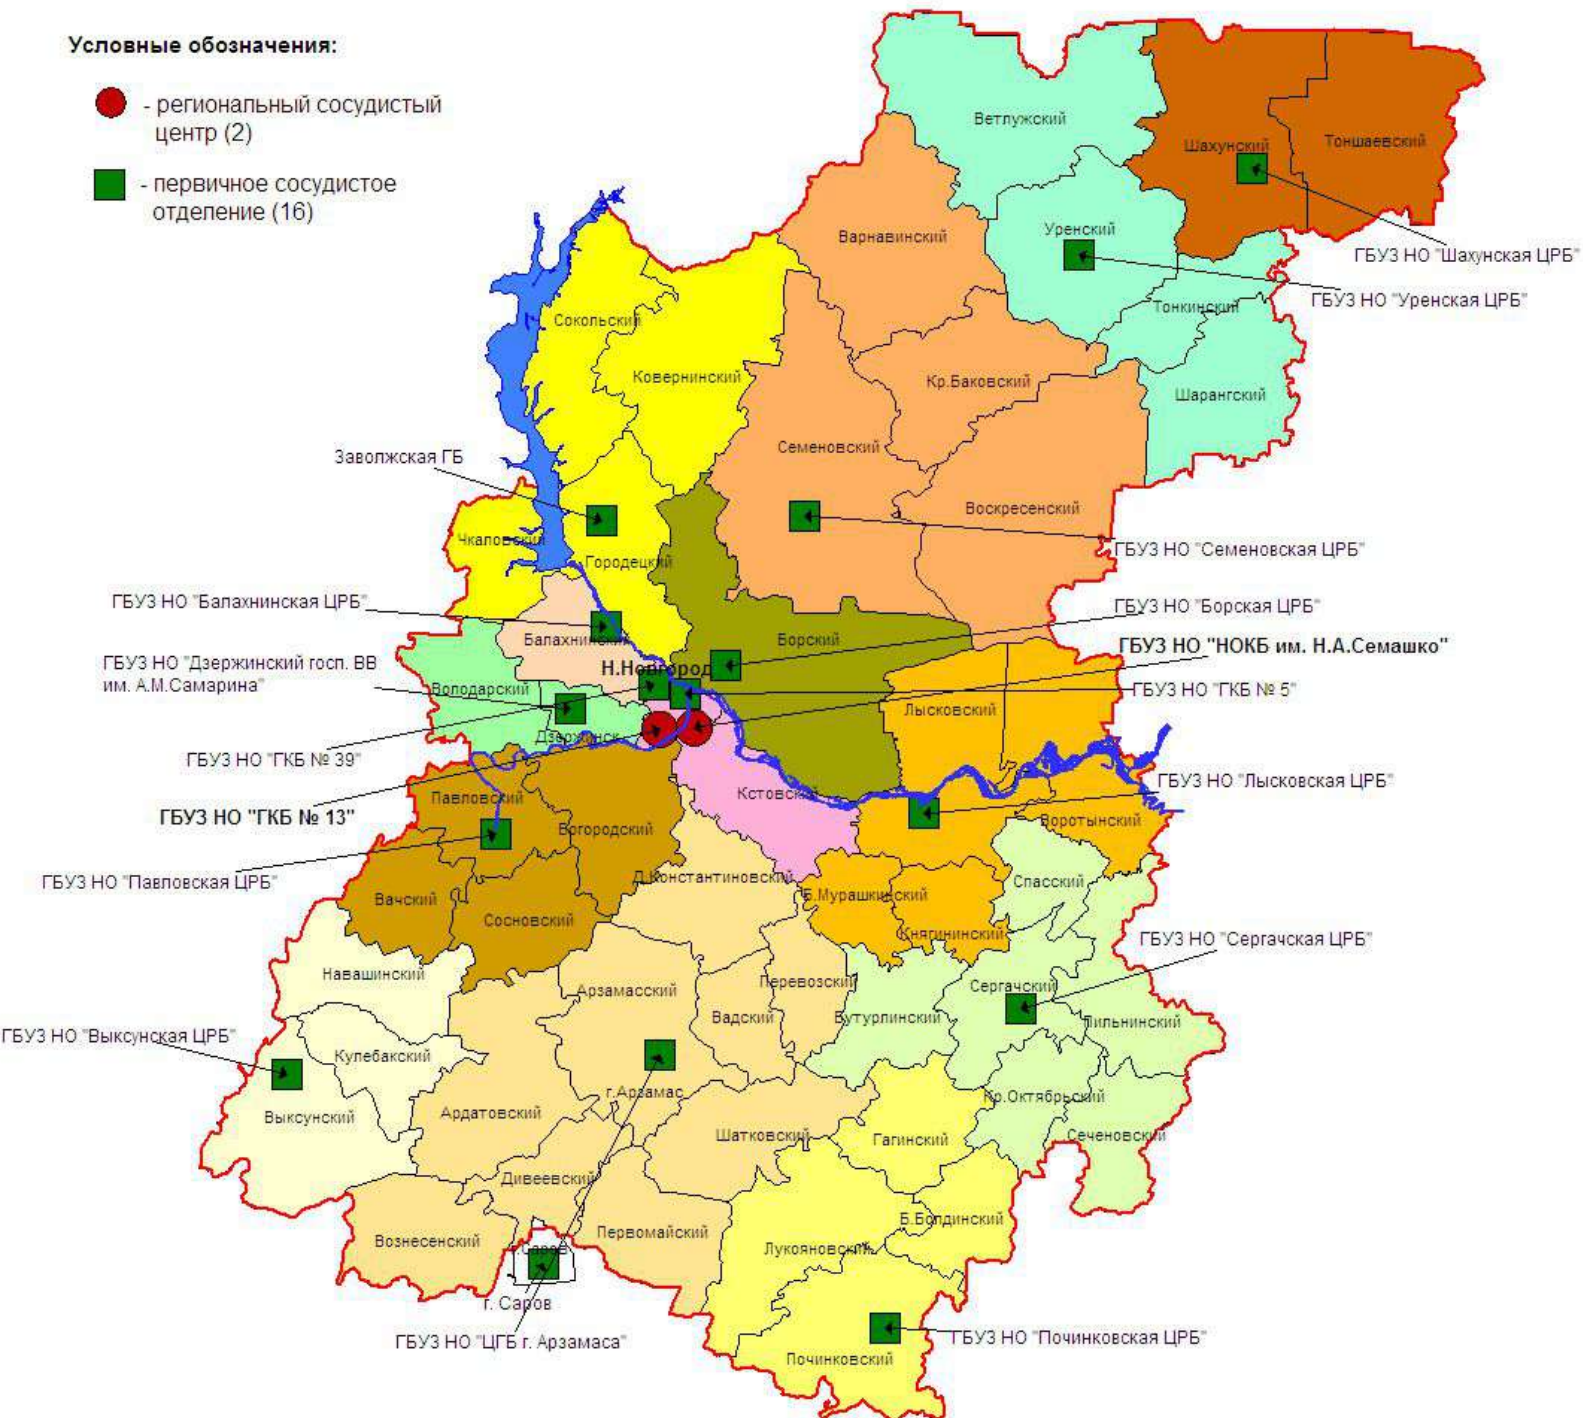 Условные обозначения:
- региональный сосудистый
центр (2)
- первичное сосудистое
отделение (16)
Ветлужский
Шахунский
Тоншаевский
Варнавинский
Уренский
ГБУЗ НО "Шахунская ЦРБ"
ГБУЗ НО "Уренская ЦРБ"
Тонкинский
Сокольский
Ковернинский
Кр.Баковский
Шарангский
Семеновский
Заволжская ГБ
Воскресенский
Чкаловский
Городецкий
ГБУЗ НО "Семеновская ЦРБ"
ГБУЗ НО "Балахнинская ЦРБ"
ГБУЗ НО "Борская ЦРБ"
Балахнинский
Борский
ГБУЗ НО "НОКБ им. Н.А.Семашко"
ГБУЗ НО "Дзержинский госп. ВВ
им. А.М.Самарина"
Н.Новгород
Володарский
ГБУЗ НО "ГКБ № 5"
Лысковский
Дзержинск
ГБУЗ НО "ГКБ № 39"
ГБУЗ НО "Лысковская ЦРБ"
Павловский
Кстовский
ГБУЗ НО "ГКБ № 13"
Богородский
Воротынский
ГБУЗ НО "Павловская ЦРБ"
Д.Константиновский
Спасский
Вачский
Б.Мурашкинский
Сосновский
Княгининский
ГБУЗ НО "Сергачская ЦРБ"
Навашинский
Арзамасский
Перевозский
Сергачский
Вадский
Бутурлинский
Пильнинский
ГБУЗ НО "Выксунская ЦРБ"
Кулебакский
г.Арзамас
Кр.Октябрьский
Выксунский
Ардатовский
Шатковский
Гагинский
Сеченовский
Дивеевский
Б.Болдинский
Вознесенский
Первомайский
Лукояновский
г.Саров
г. Саров
ГБУЗ НО "ЦГБ г. Арзамаса"
ГБУЗ НО "Починковская ЦРБ"
Починковский